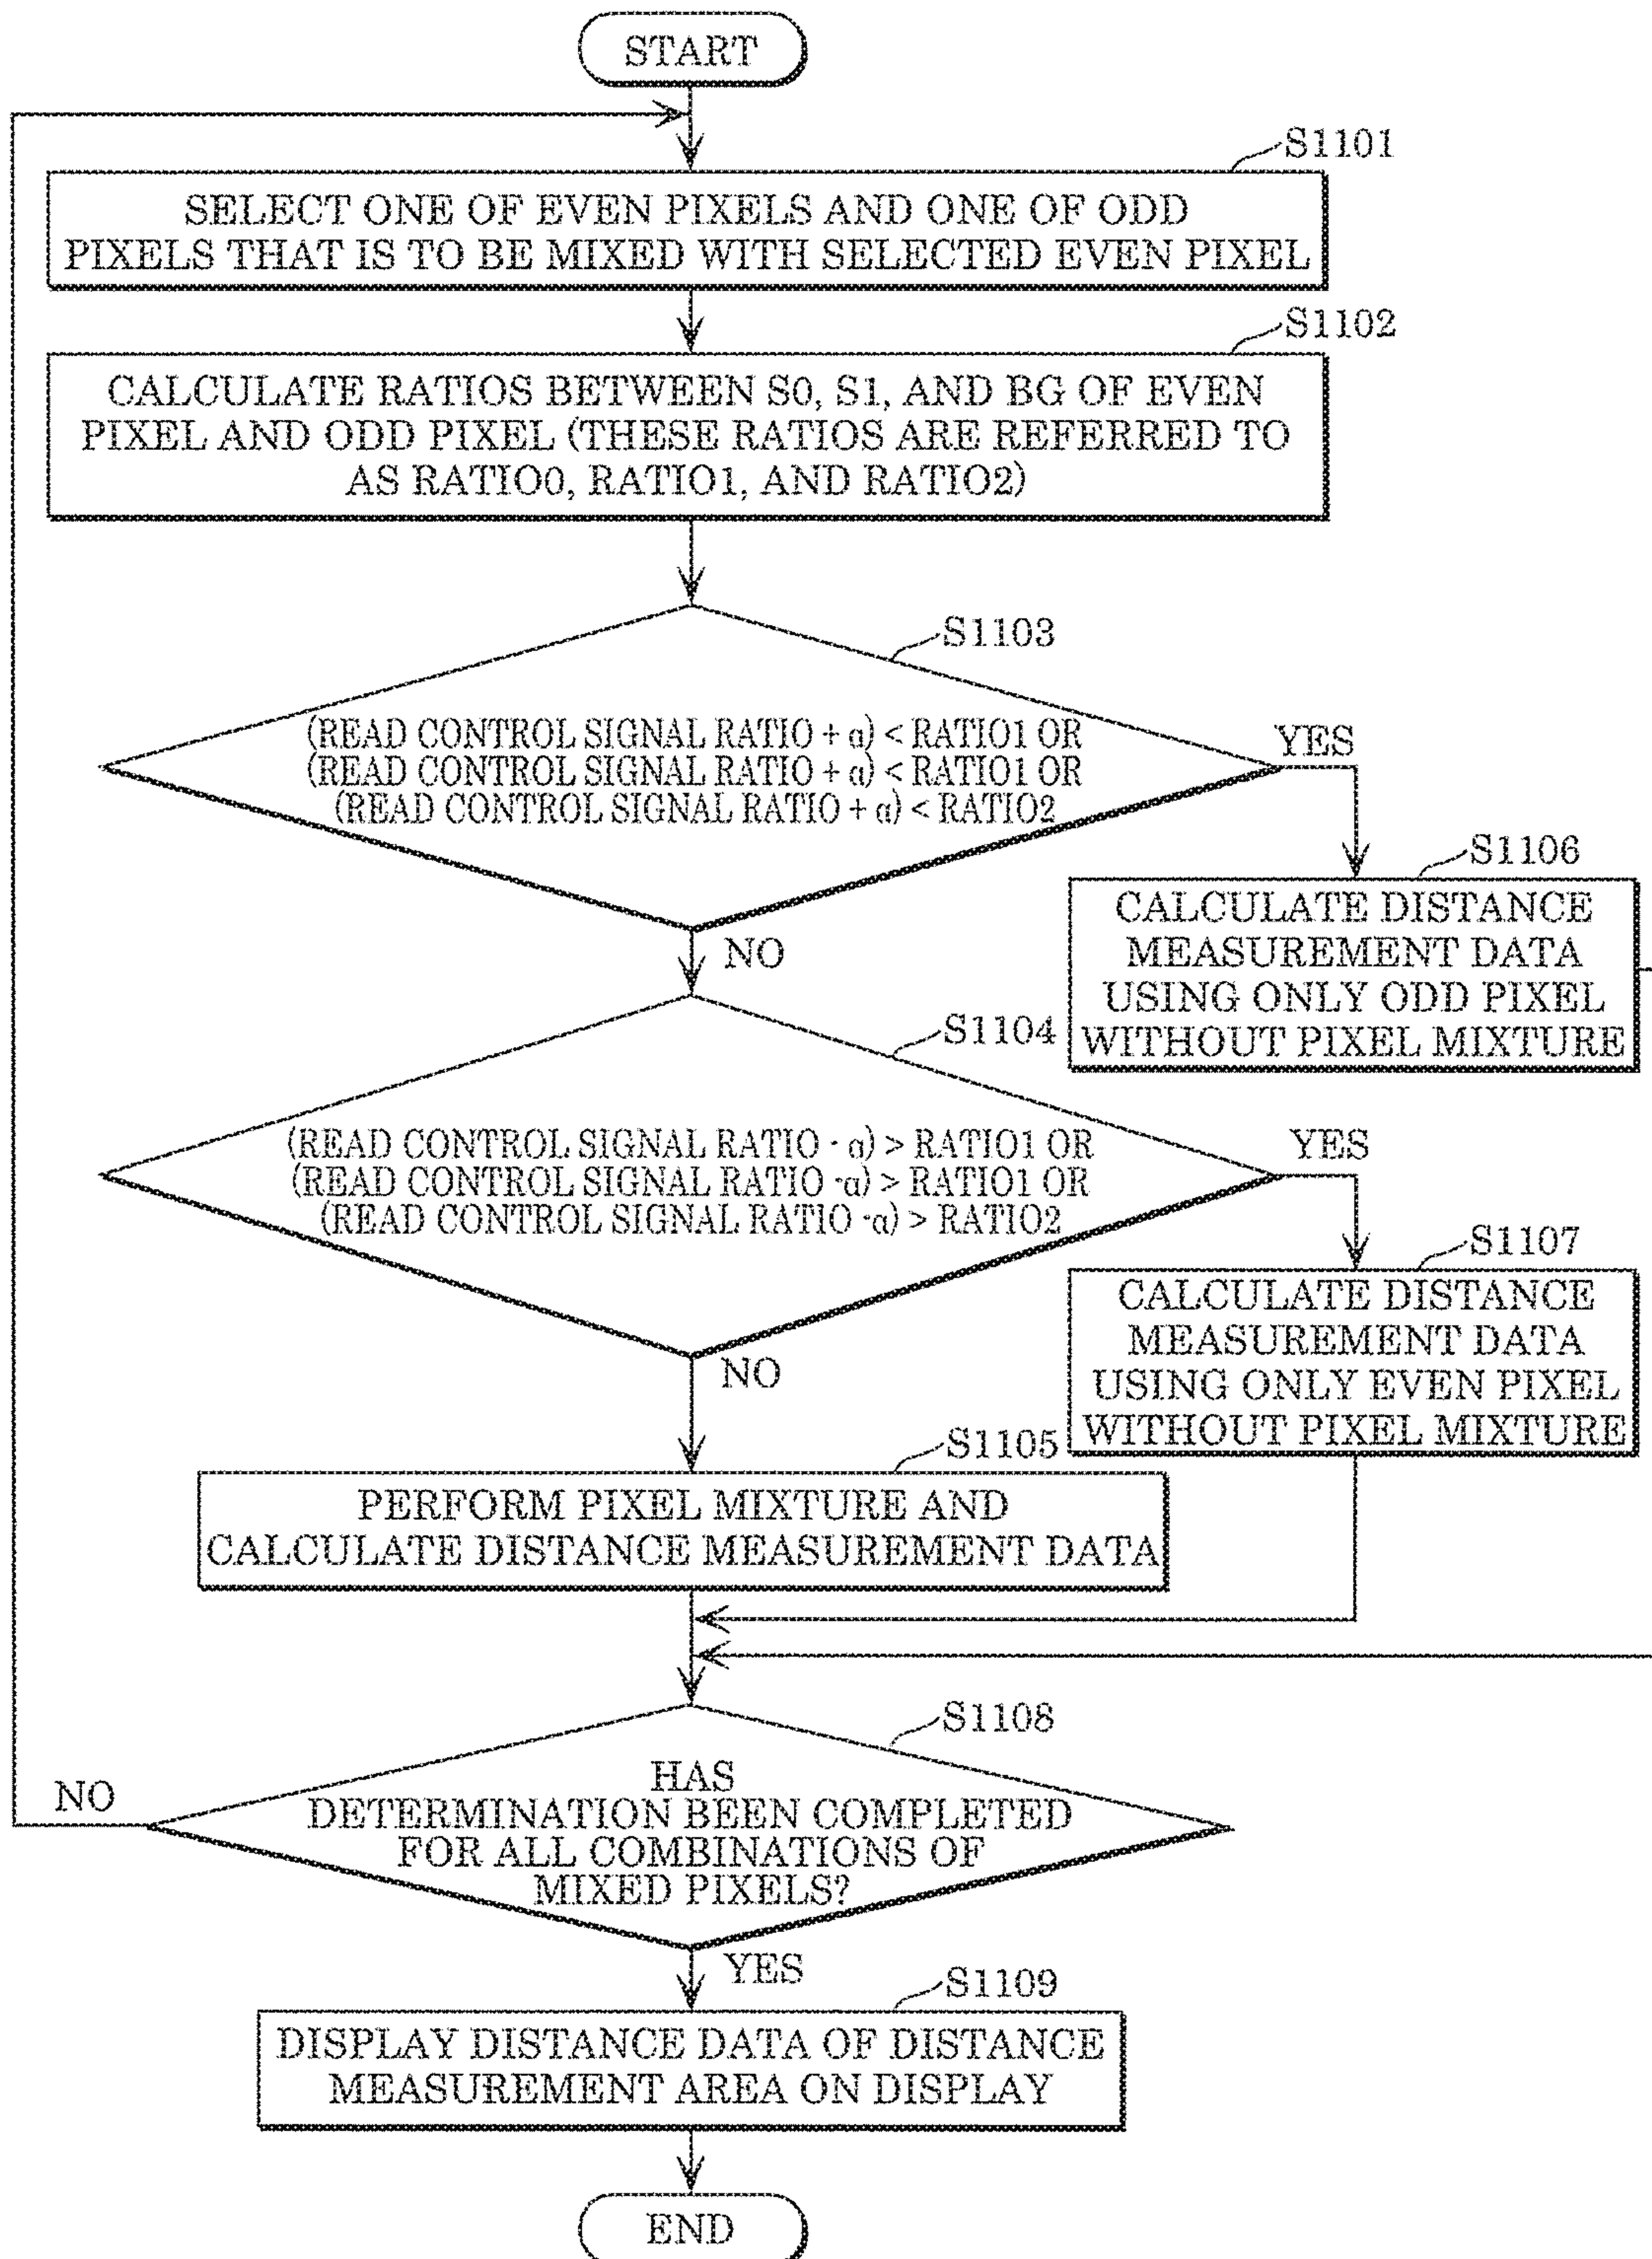 START
S1101
SELECT ONE OF EVEN PIXELS AND ONE OF ODD
PIXELS THAT IS TO BE MIXED WITH SELECTED EVEN PIXEL
S1102
CALCULATE RATIOS BETWEEN S0, S1, AND BG OF EVEN
PIXEL AND ODD PIXEL (THESE RATIOS ARE REFERRED TO
AS RATIO0, RATIO1, AND RATIO2)
S1103
(READ CONTROL SIGNAL RATIO + α) < RATIO1 OR
(READ CONTROL SIGNAL RATIO + α) < RATIO1 OR
(READ CONTROL SIGNAL RATIO + α) < RATIO2
YES
NO
S1106
CALCULATE DISTANCE
MEASUREMENT DATA
USING ONLY ODD PIXEL
WITHOUT PIXEL MIXTURE
S1104
(READ CONTROL SIGNAL RATIO - α) > RATIO1 OR
(READ CONTROL SIGNAL RATIO -α) > RATIO1 OR
(READ CONTROL SIGNAL RATIO -α) > RATIO2
YES
NO
S1107
CALCULATE DISTANCE
MEASUREMENT DATA
USING ONLY EVEN PIXEL
WITHOUT PIXEL MIXTURE
S1105
PERFORM PIXEL MIXTURE AND
CALCULATE DISTANCE MEASUREMENT DATA
S1108
HAS
DETERMINATION BEEN COMPLETED
FOR ALL COMBINATIONS OF
MIXED PIXELS?
NO
YES
S1109
DISPLAY DISTANCE DATA OF DISTANCE
MEASUREMENT AREA ON DISPLAY
END